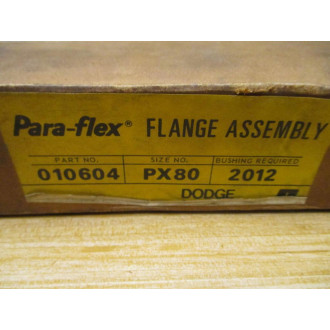 Para-flex® FLANGE ASSEMBLY
PART NO. SIZE NO. BUSHING REQUIRED
010604 PX80 2012
DODGE